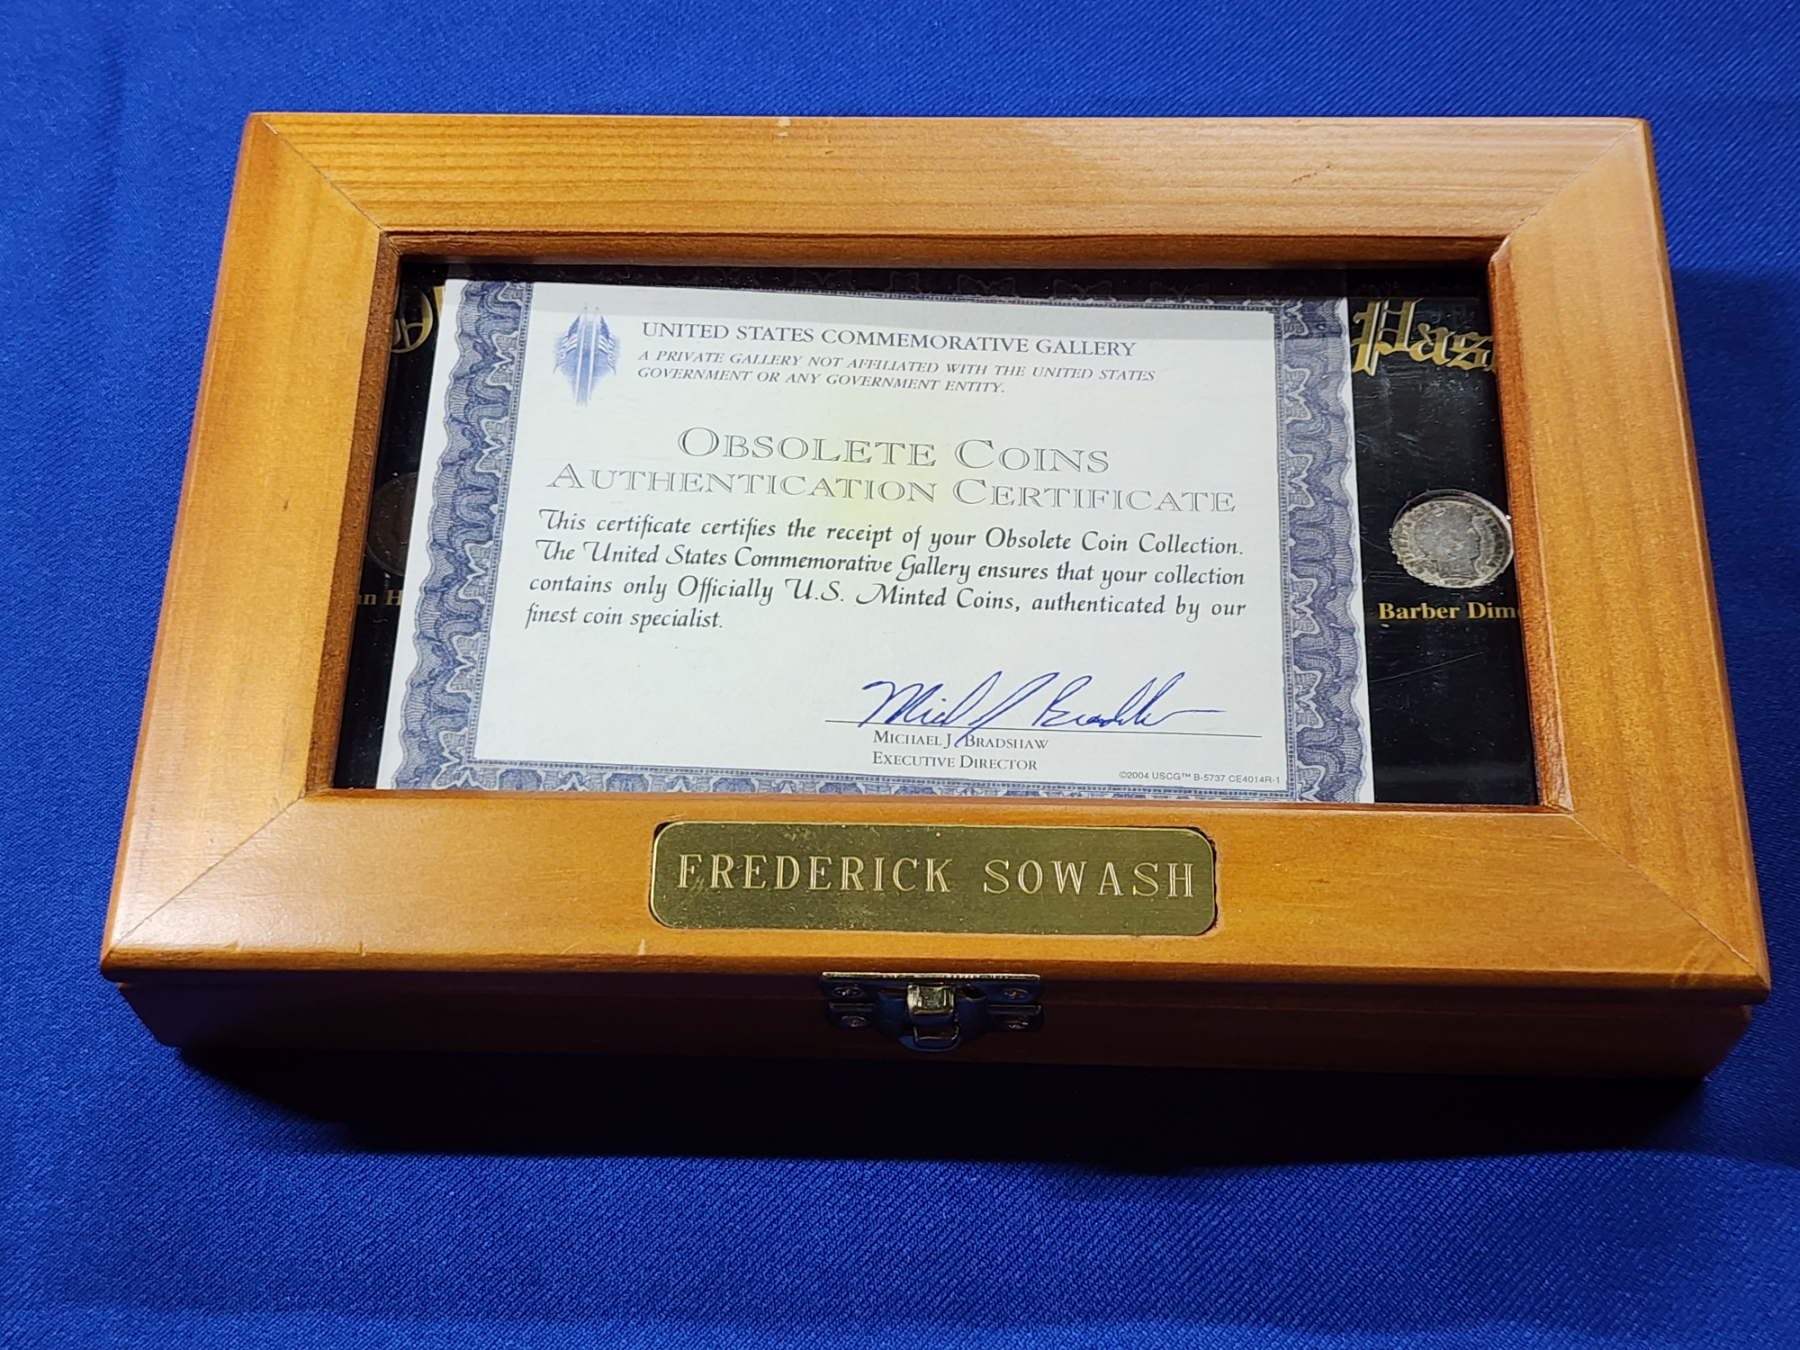 UNITED STATES COMMEMORATIVE GALLERY
A PRIVATE GALLERY NOT AFFILIATED WITH THE UNITED STATES
GOVERNMENT OR ANY GOVERNMENT ENTITY.
OBSOLETE COINS
AUTHENTICATION CERTIFICATE
This certificate certifies the receipt of your Obsolete Coin Collection.
The United States Commemorative Gallery ensures that your collection
contains only Officially U.S. Minted Coins, authenticated by our
finest coin specialist.
MICHAEL J. BRADSHAW
EXECUTIVE DIRECTOR
©2004 USCG™ B-5737 CE4014R-1
Pas
Barber Dim
n H
FREDERICK SOWASH